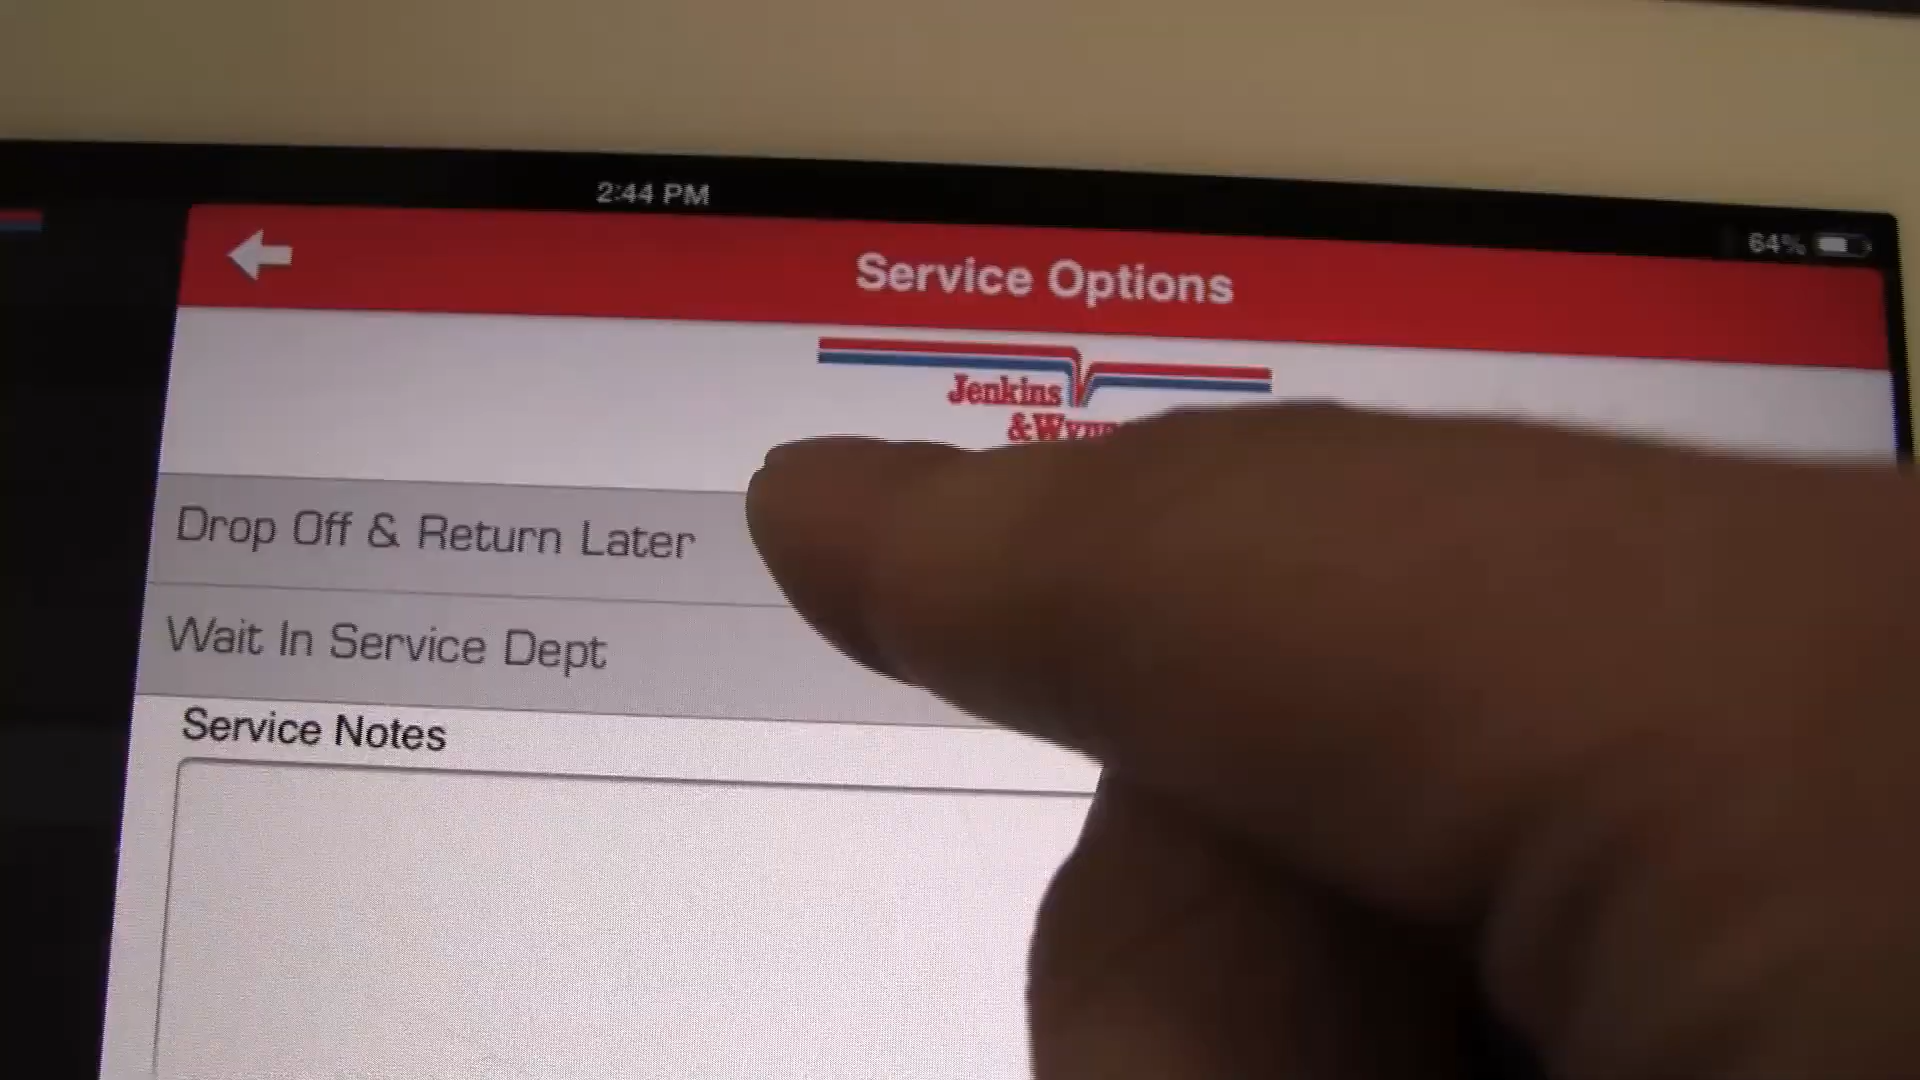 2:44 PM
64%
Service Options
Jenkins
Drop Off & Return Later
Wait In Service Dept
Service Notes